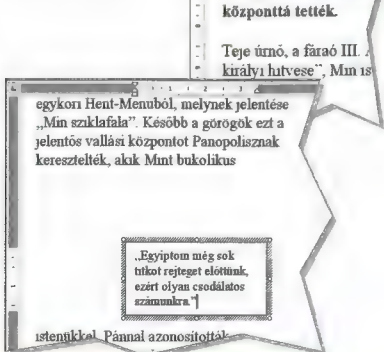 központtá tették.
Teje úrnő, a fáraó III.
királyi hitvese”, Min is
egykori Hent-Menuból, melynek jelentése
„Min sziklafala”. Később a görögök ezt a
jelentős vallási központot Panopolisznak
keresztelték, akik Mint bukolikus
„Egyiptom még sok
titkot rejteget előttünk,
ezért olyan csodálatos
számunkra.”
istenükkel, Pánnal azonosították